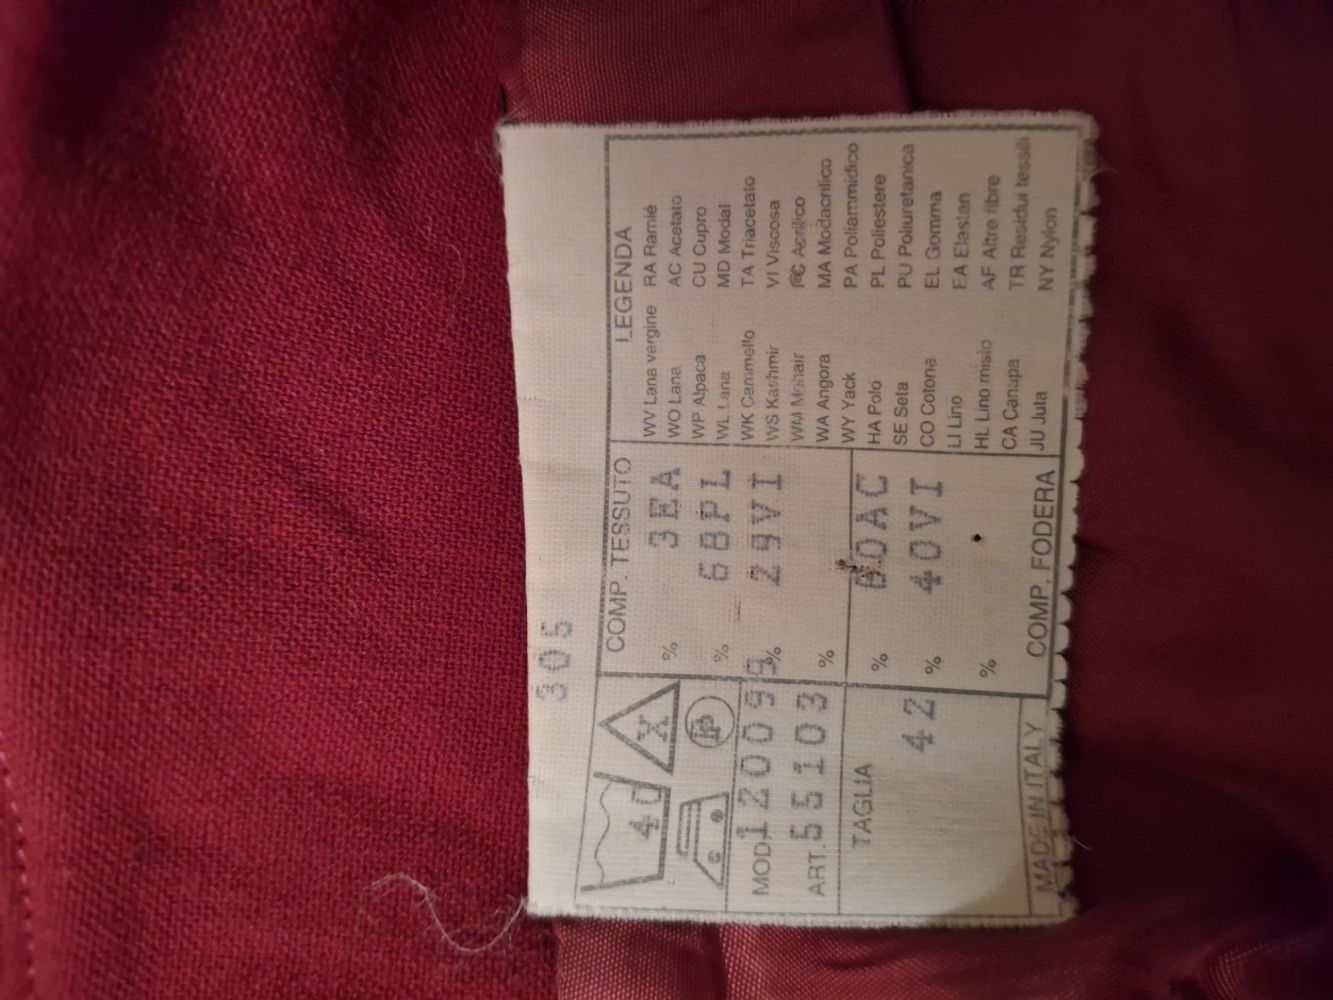 305
40
X
P
MOD. 120099
ART. 55103
TAGLIA
42
MADE IN ITALY
COMP. TESSUTO
% 3EA
% 68PL
% 29VI
%
% 60AC
% 40VI
%
COMP. FODERA
LEGENDA
WV Lana vergine RA Ramié
WO Lana AC Acetato
WP Alpaca CU Cupro
WL Lana MD Modal
WK Cammello TA Triacetato
WS Kashmir VI Viscosa
WM Mohair PC Acrilico
WA Angora MA Modacrilico
WY Yack PA Poliammidico
HA Polo PL Poliestere
SE Seta PU Poliuretanica
CO Cotone EL Gomma
LI Lino EA Elastan
HL Lino misto AF Altre fibre
CA Canapa TR Residui tessili
JU Juta NY Nylon